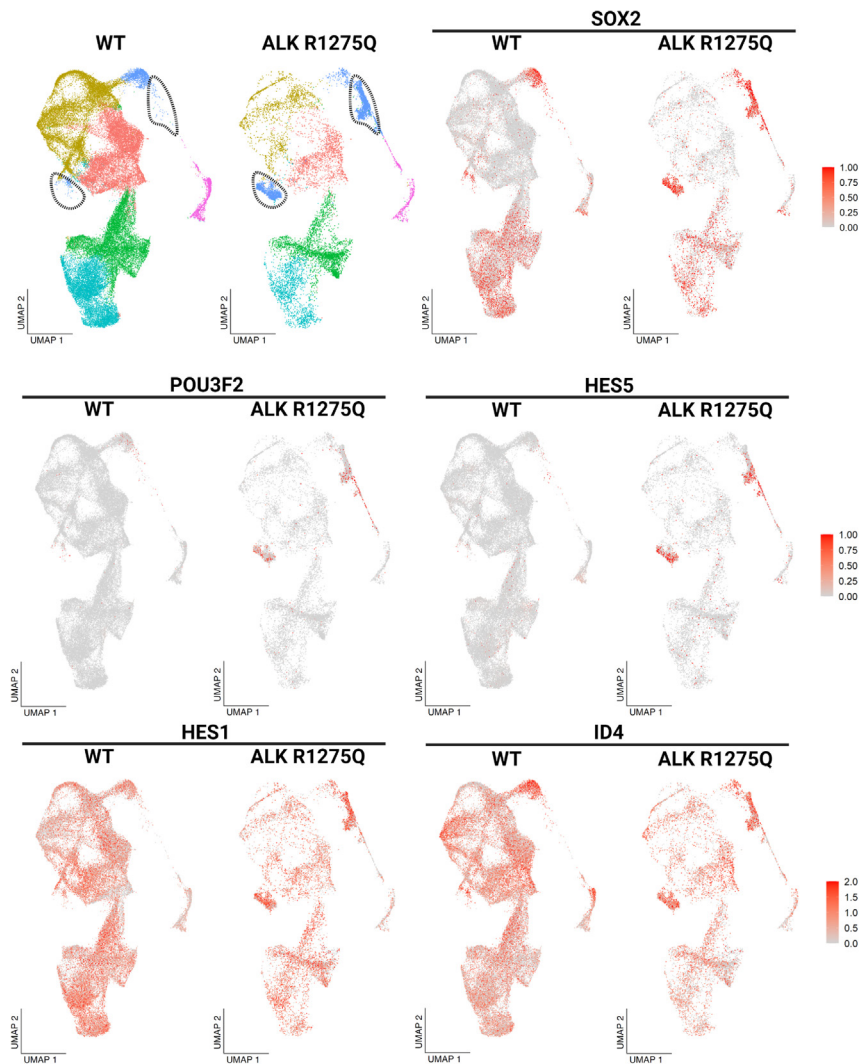 SOX2
WT ALK R1275Q WT ALK R1275Q
1.00
0.75
0.50
0.25
0.00
UMAP 2 UMAP 2 UMAP 2 UMAP 2
UMAP 1 UMAP 1 UMAP 1 UMAP 1
POU3F2 HES5
WT ALK R1275Q WT ALK R1275Q
1.00
0.75
0.50
0.25
0.00
UMAP 2 UMAP 2 UMAP 2 UMAP 2
UMAP 1 UMAP 1 UMAP 1 UMAP 1
HES1 ID4
WT ALK R1275Q WT ALK R1275Q
2.0
1.5
1.0
0.5
0.0
UMAP 2 UMAP 2 UMAP 2 UMAP 2
UMAP 1 UMAP 1 UMAP 1 UMAP 1